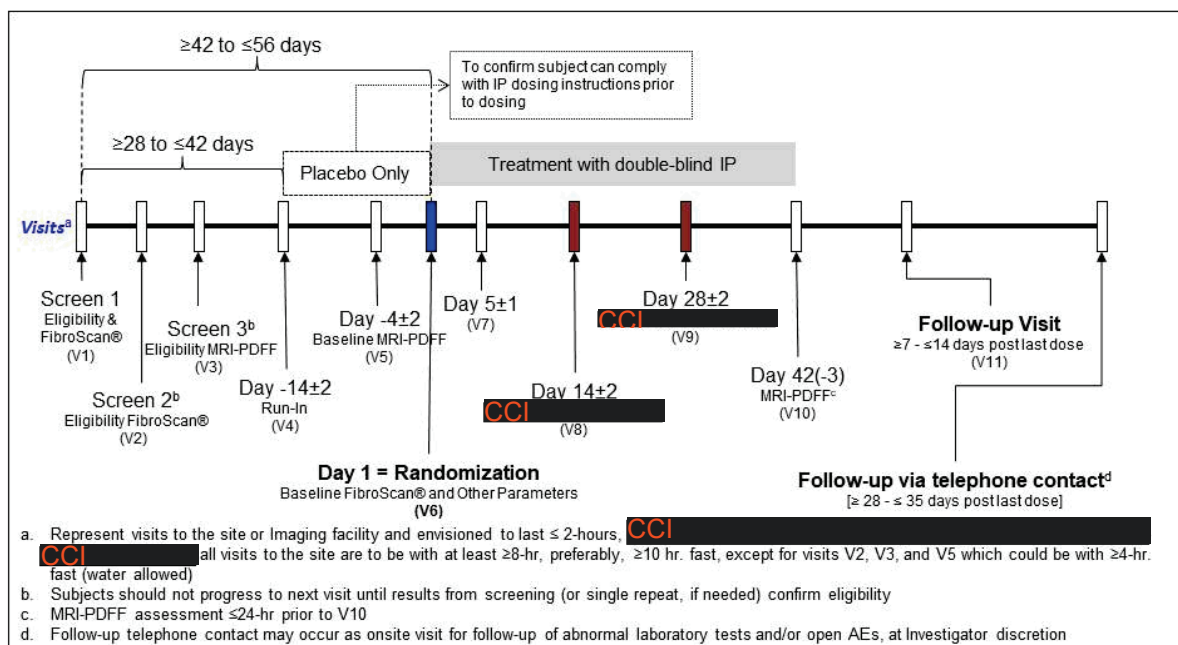 ≥42 to ≤56 days
To confirm subject can comply
with IP dosing instructions prior
to dosing
≥28 to ≤42 days
Placebo Only
Treatment with double-blind IP
Visitsᵃ
Screen 1
Eligibility &
FibroScan®
(V1)
Screen 2ᵇ
Eligibility FibroScan®
(V2)
Screen 3ᵇ
Eligibility MRI-PDFF
(V3)
Day -14±2
Run-In
(V4)
Day -4±2
Baseline MRI-PDFF
(V5)
Day 1 = Randomization
Baseline FibroScan® and Other Parameters
(V6)
Day 5±1
(V7)
Day 14±2
CCI
(V8)
Day 28±2
CCI
(V9)
Day 42(-3)
MRI-PDFFᶜ
(V10)
Follow-up Visit
≥7 - ≤14 days post last dose
(V11)
Follow-up via telephone contactᵈ
[≥ 28 - ≤ 35 days post last dose]
a. Represent visits to the site or Imaging facility and envisioned to last ≤ 2-hours, CCI
CCI all visits to the site are to be with at least ≥8-hr, preferably, ≥10 hr. fast, except for visits V2, V3, and V5 which could be with ≥4-hr.
fast (water allowed)
b. Subjects should not progress to next visit until results from screening (or single repeat, if needed) confirm eligibility
c. MRI-PDFF assessment ≤24-hr prior to V10
d. Follow-up telephone contact may occur as onsite visit for follow-up of abnormal laboratory tests and/or open AEs, at Investigator discretion